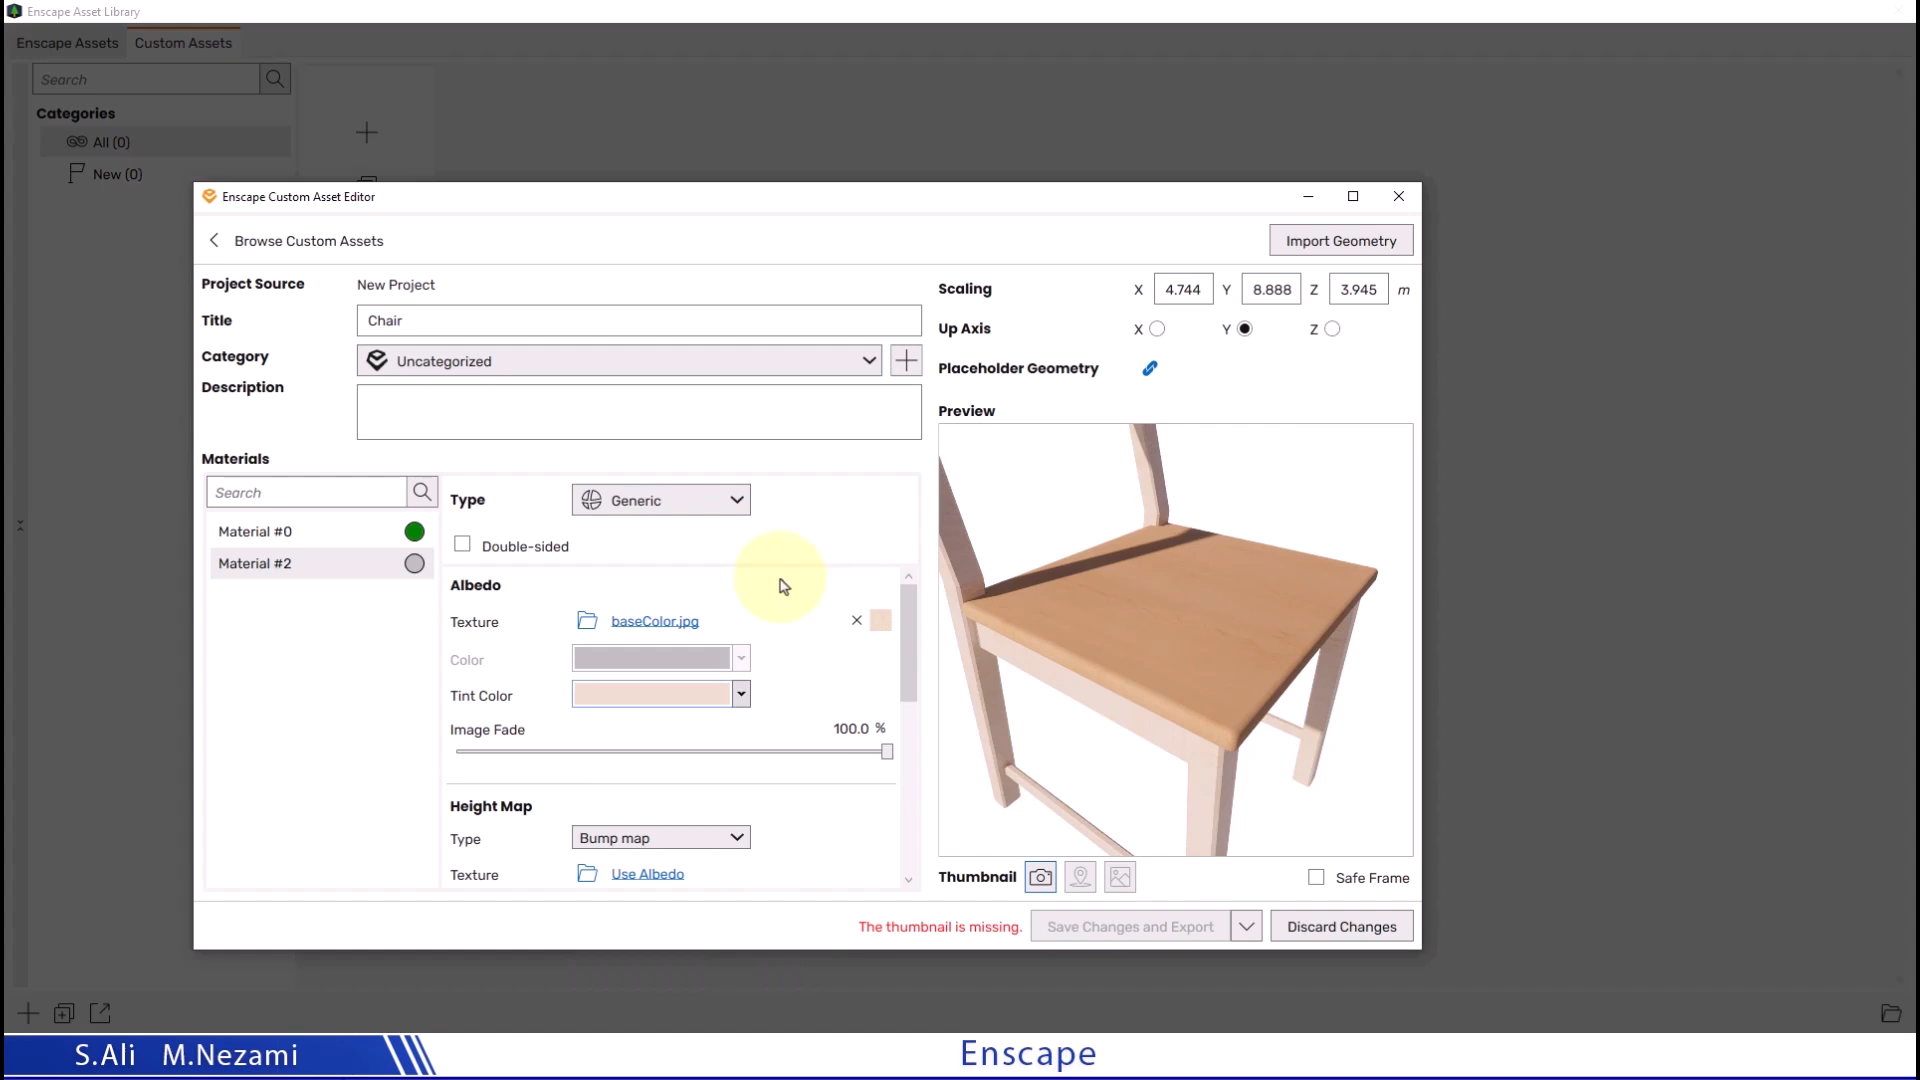 Enscape Asset Library
Enscape Assets
Custom Assets
Search
Categories
All (0)
New (0)
Enscape Custom Asset Editor
Browse Custom Assets
Import Geometry
Project Source
New Project
Title
Chair
Category
Uncategorized
Description
Materials
Search
Material #0
Material #2
Type
Generic
Double-sided
Albedo
Texture
baseColor.jpg
Color
Tint Color
Image Fade
100.0 %
Height Map
Type
Bump map
Texture
Use Albedo
Scaling
X 4.744 Y 8.888 Z 3.945 m
Up Axis
X Y Z
Placeholder Geometry
Preview
Thumbnail
Safe Frame
The thumbnail is missing.
Save Changes and Export
Discard Changes
S.Ali M.Nezami
Enscape